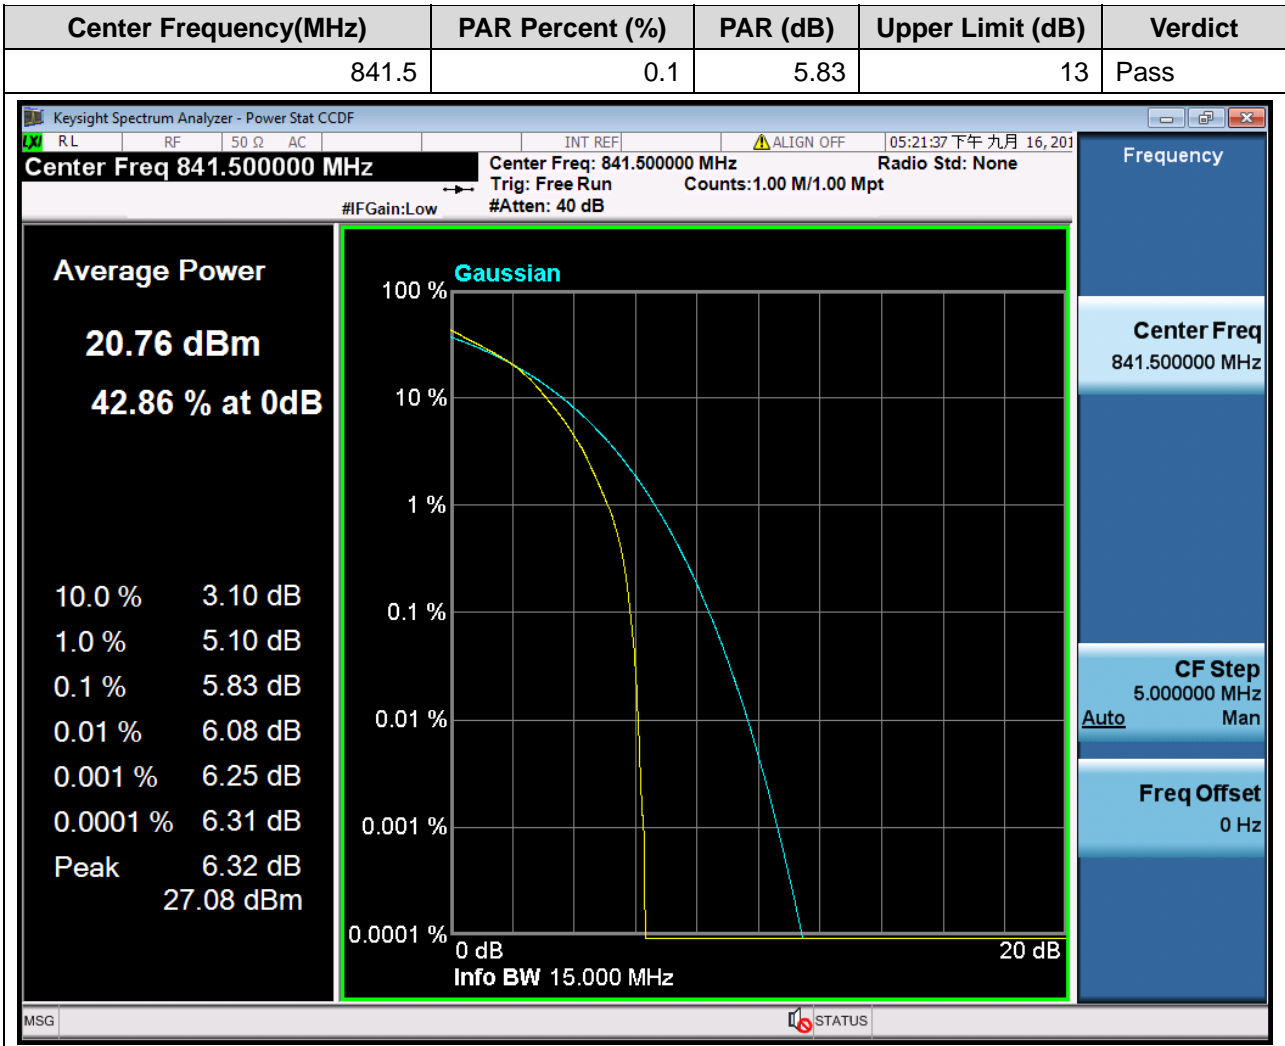 Center Frequency(MHz) PAR Percent (%) PAR (dB) Upper Limit (dB) Verdict
841.5 0.1 5.83 13 Pass
Keysight Spectrum Analyzer - Power Stat CCDF
LXI RL RF 50 Ω AC INT REF ALIGN OFF 05:21:37 下午 九月 16, 201
Center Freq 841.500000 MHz
#IFGain:Low
Center Freq: 841.500000 MHz Radio Std: None
Trig: Free Run Counts:1.00 M/1.00 Mpt
#Atten: 40 dB
Average Power
20.76 dBm
42.86 % at 0dB
10.0 % 3.10 dB
1.0 % 5.10 dB
0.1 % 5.83 dB
0.01 % 6.08 dB
0.001 % 6.25 dB
0.0001 % 6.31 dB
Peak 6.32 dB
27.08 dBm
Gaussian
100 %
10 %
1 %
0.1 %
0.01 %
0.001 %
0.0001 %
0 dB 20 dB
Info BW 15.000 MHz
Frequency
Center Freq
841.500000 MHz
CF Step
5.000000 MHz
Auto Man
Freq Offset
0 Hz
MSG STATUS